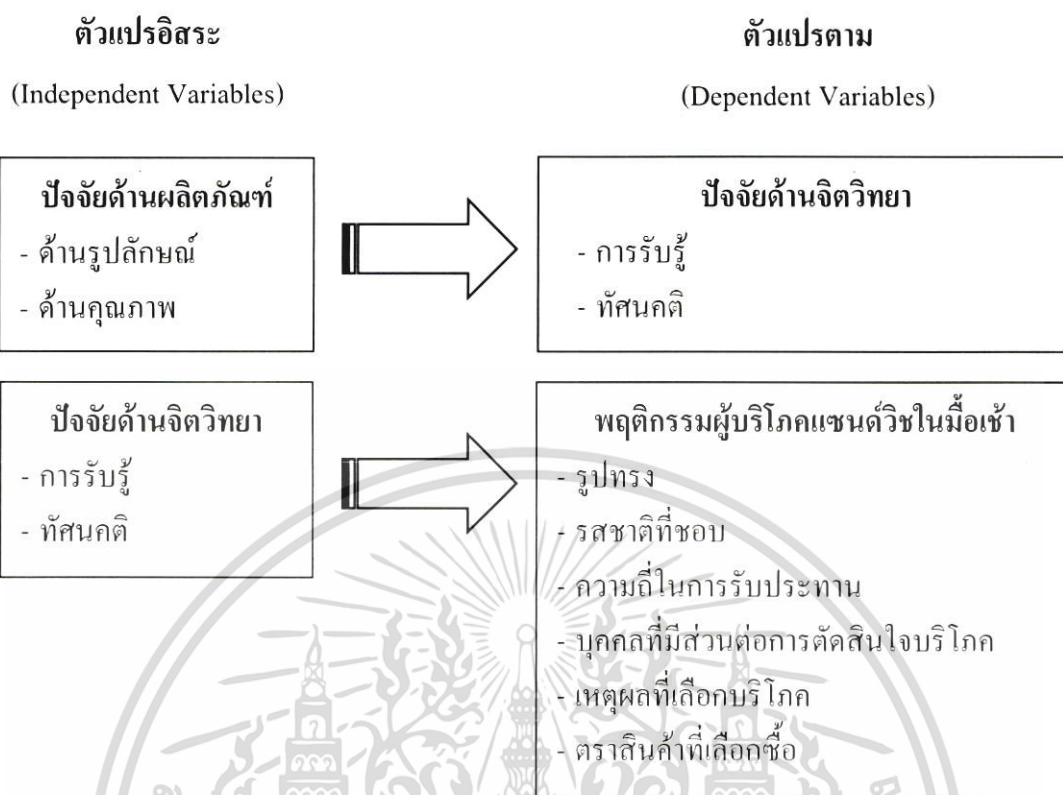 ตัวแปรอิสระ
(Independent Variables)
ตัวแปรตาม
(Dependent Variables)
ปัจจัยด้านผลิตภัณฑ์
- ด้านรูปลักษณ์
- ด้านคุณภาพ
ปัจจัยด้านจิตวิทยา
- การรับรู้
- ทัศนคติ
ปัจจัยด้านจิตวิทยา
- การรับรู้
- ทัศนคติ
พฤติกรรมผู้บริโภคแซนด์วิชในมื้อเช้า
- รูปทรง
- รสชาติที่ชอบ
- ความถี่ในการรับประทาน
- บุคคลที่มีส่วนต่อการตัดสินใจบริโภค
- เหตุผลที่เลือกบริโภค
- ตราสินค้าที่เลือกซื้อ